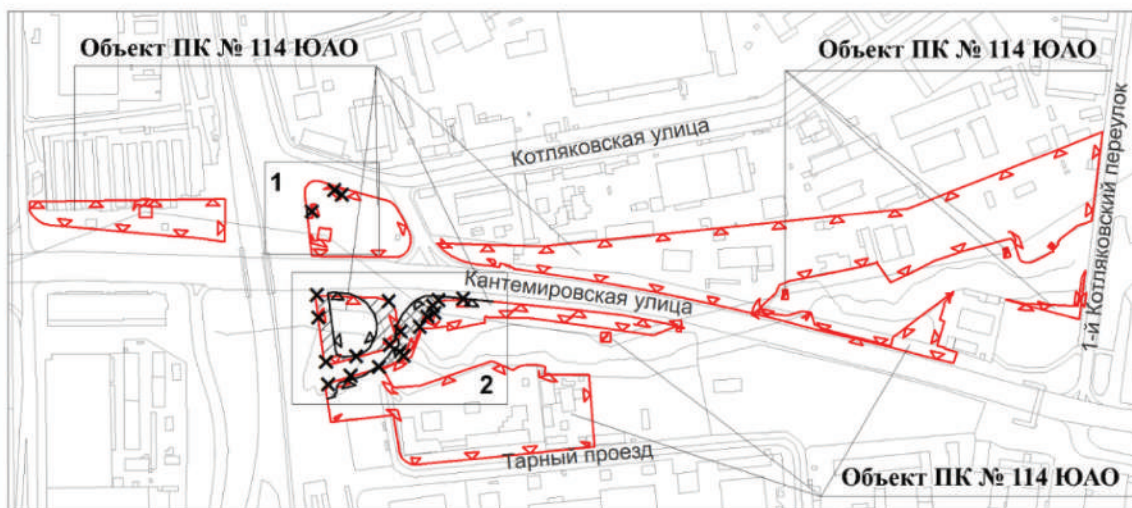 Объект ПК № 114 ЮАО
Объект ПК № 114 ЮАО
Котляковская улица
1-й Котляковский переулок
1
Кантемировская улица
2
Тарный проезд
Объект ПК № 114 ЮАО